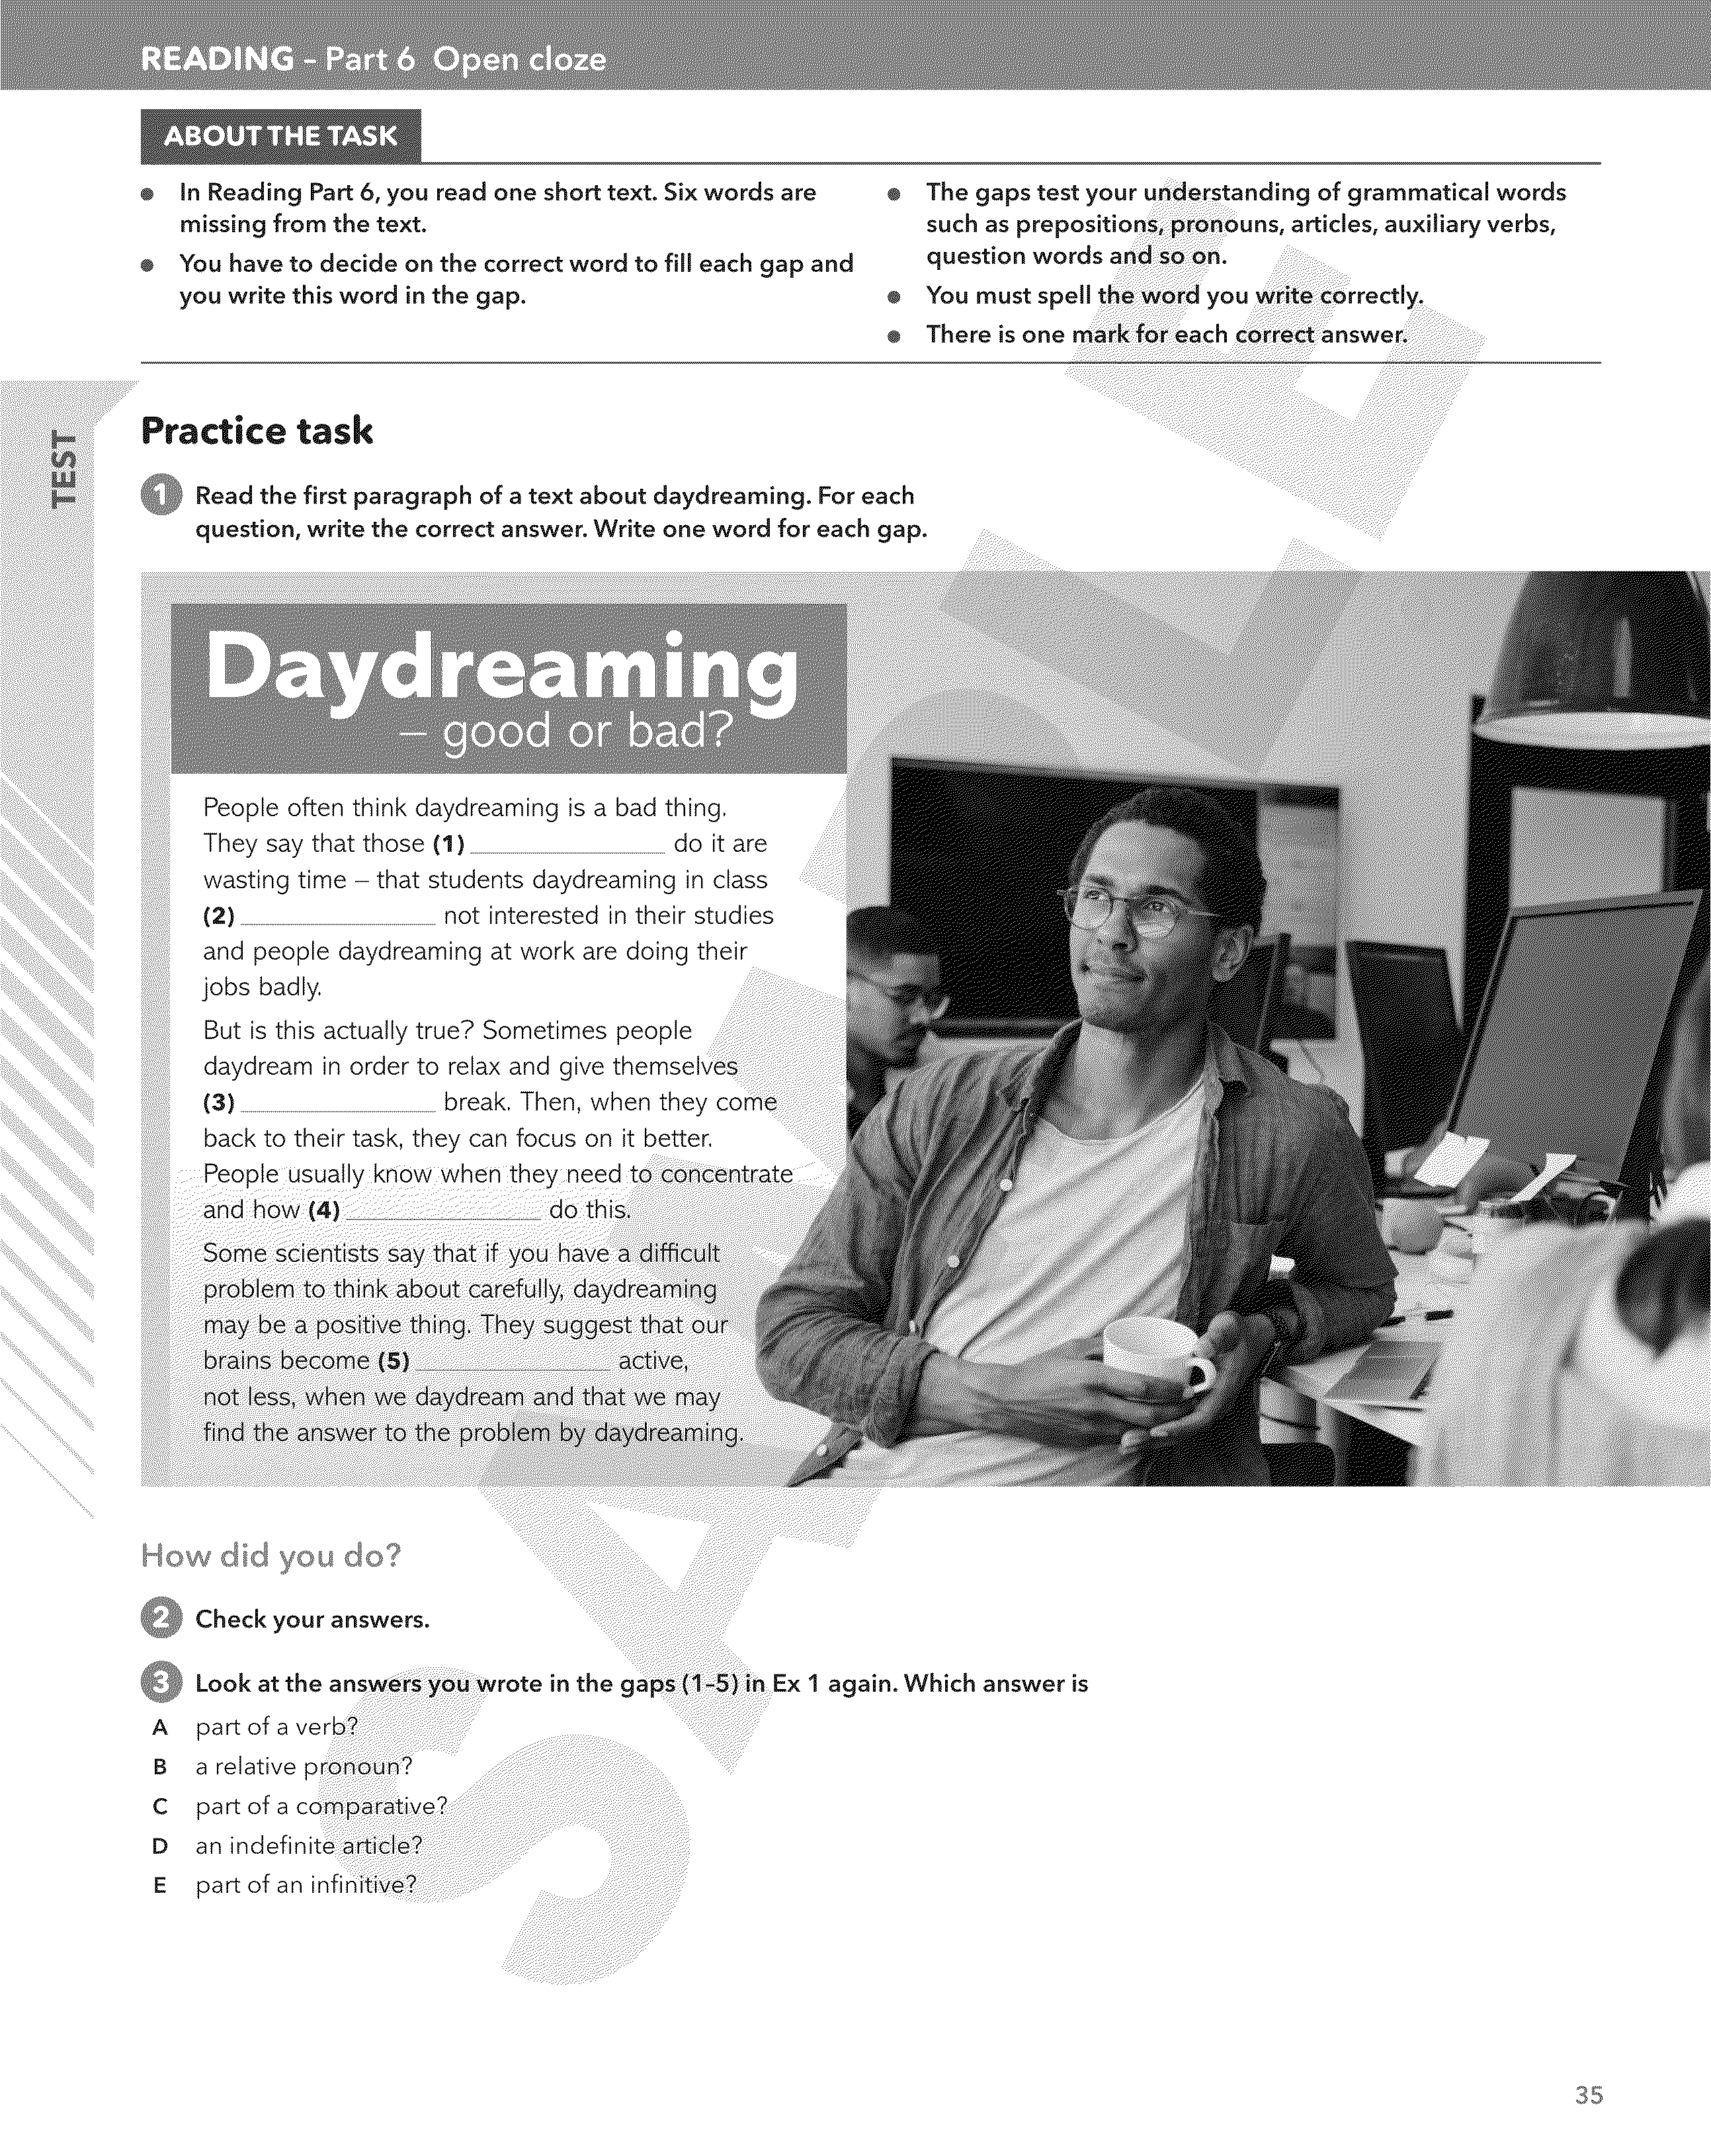 READING – Part 6 Open cloze
ABOUT THE TASK
In Reading Part 6, you read one short text. Six words are
missing from the text.
You have to decide on the correct word to fill each gap and
you write this word in the gap.
The gaps test your understanding of grammatical words
such as prepositions, pronouns, articles, auxiliary verbs,
question words and so on.
You must spell the word you write correctly.
There is one mark for each correct answer.
TEST
Practice task
1 Read the first paragraph of a text about daydreaming. For each
question, write the correct answer. Write one word for each gap.
Daydreaming
– good or bad?
People often think daydreaming is a bad thing.
They say that those (1) ____ do it are
wasting time – that students daydreaming in class
(2) ____ not interested in their studies
and people daydreaming at work are doing their
jobs badly.
But is this actually true? Sometimes people
daydream in order to relax and give themselves
(3) ____ break. Then, when they come
back to their task, they can focus on it better.
People usually know when they need to concentrate
and how (4) ____ do this.
Some scientists say that if you have a difficult
problem to think about carefully, daydreaming
may be a positive thing. They suggest that our
brains become (5) ____ active,
not less, when we daydream and that we may
find the answer to the problem by daydreaming.
How did you do?
2 Check your answers.
3 Look at the answers you wrote in the gaps (1–5) in Ex 1 again. Which answer is
A part of a verb?
B a relative pronoun?
C part of a comparative?
D an indefinite article?
E part of an infinitive?
35
SAMPLE